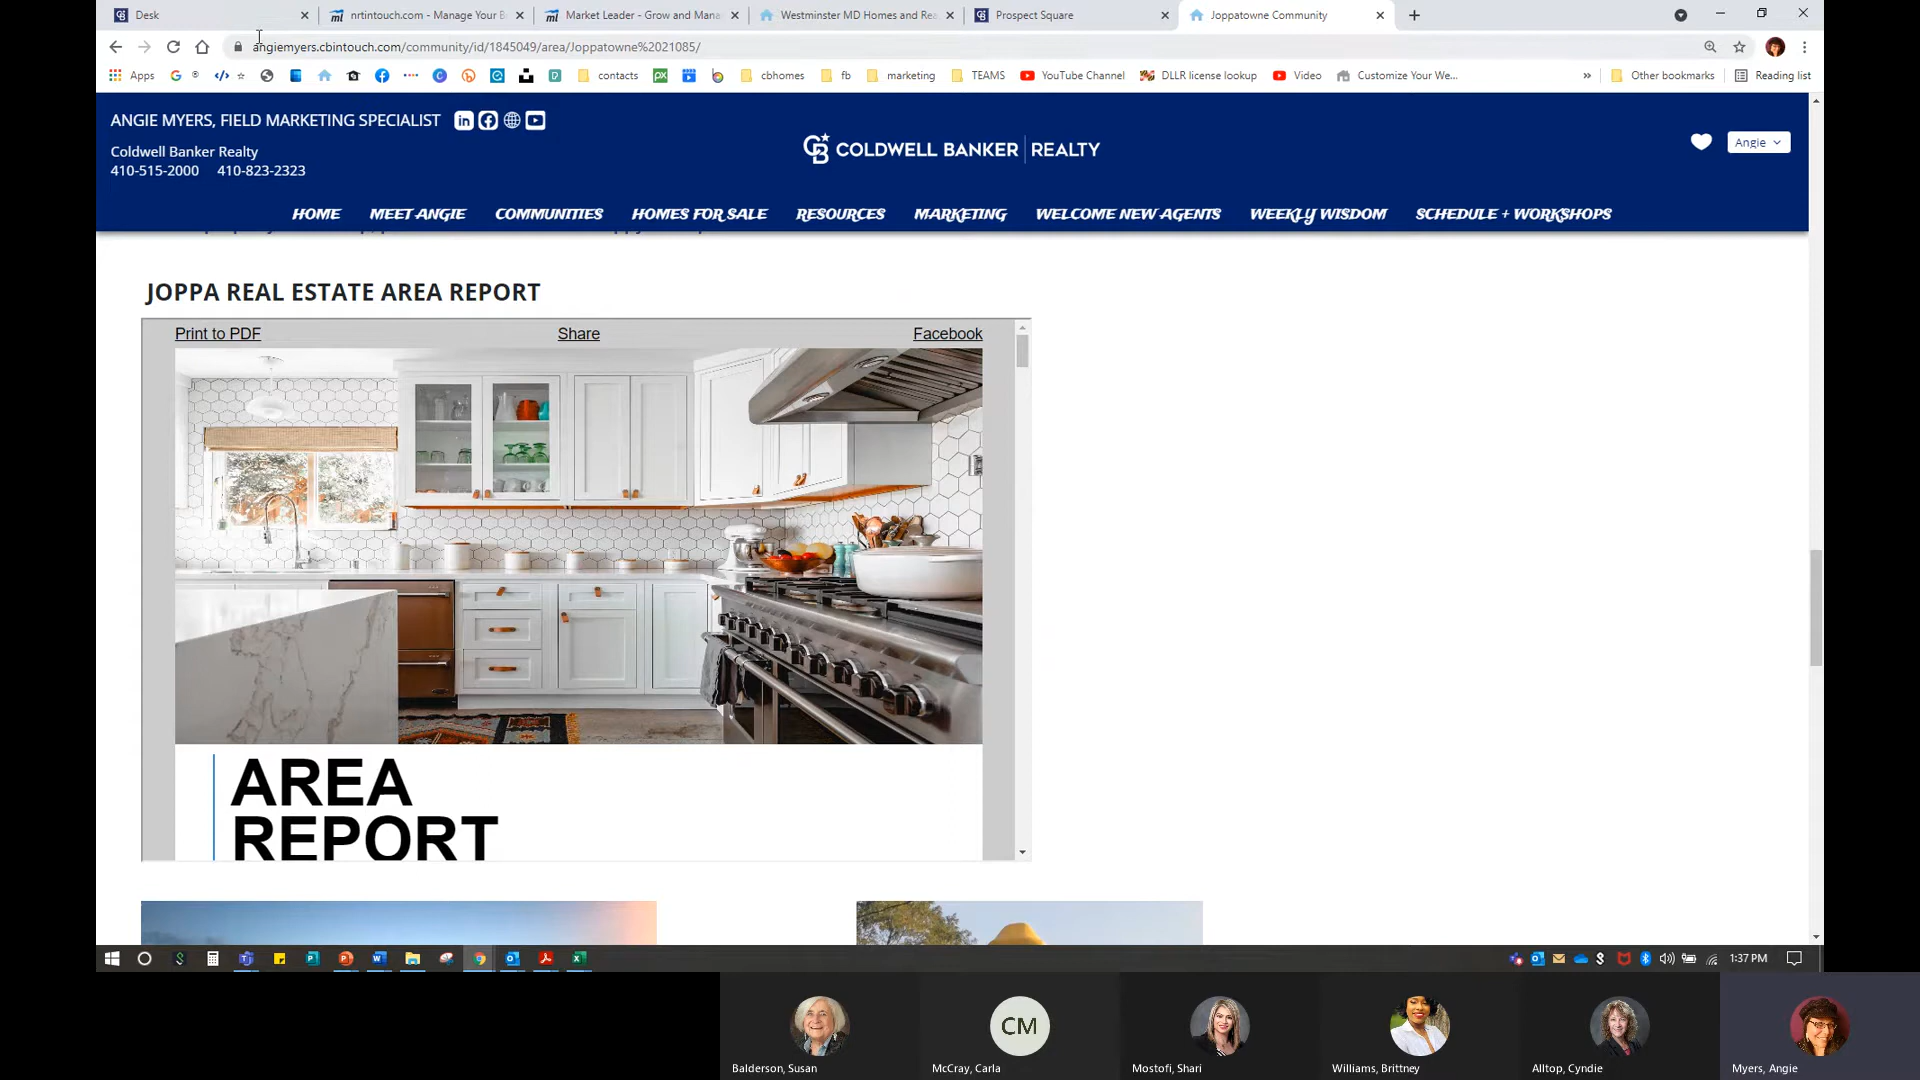 Desk
nrtintouch.com - Manage Your B
Market Leader - Grow and Mana
Westminster MD Homes and Rea
Prospect Square
Joppatowne Community
angiemyers.cbintouch.com/community/id/1845049/area/Joppatowne%2021085/
Apps
contacts
cbhomes
fb
marketing
TEAMS
YouTube Channel
DLLR license lookup
Video
Customize Your We...
Other bookmarks
Reading list
ANGIE MYERS, FIELD MARKETING SPECIALIST
Coldwell Banker Realty
410-515-2000 410-823-2323
COLDWELL BANKER REALTY
Angie
HOME
MEET ANGIE
COMMUNITIES
HOMES FOR SALE
RESOURCES
MARKETING
WELCOME NEW AGENTS
WEEKLY WISDOM
SCHEDULE + WORKSHOPS
JOPPA REAL ESTATE AREA REPORT
Print to PDF
Share
Facebook
AREA
REPORT
1:37 PM
CM
Balderson, Susan
McCray, Carla
Mostofi, Shari
Williams, Brittney
Alltop, Cyndie
Myers, Angie